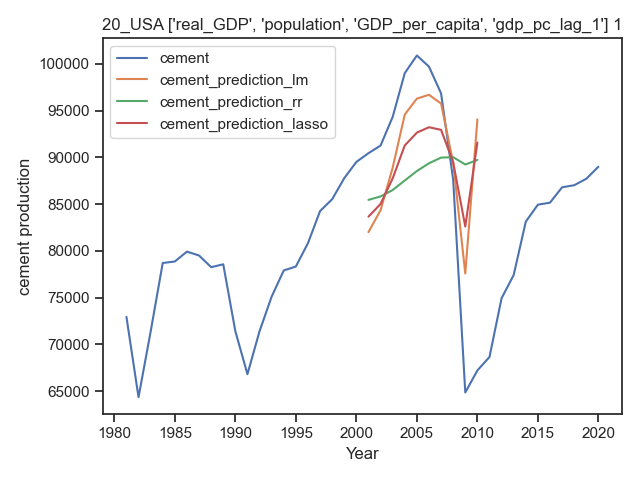 20_USA ['real_GDP', 'population', 'GDP_per_capita', 'gdp_pc_lag_1'] 1
cement
cement_prediction_lm
cement_prediction_rr
cement_prediction_lasso
100000
95000
90000
85000
80000
75000
70000
65000
cement production
1980 1985 1990 1995 2000 2005 2010 2015 2020
Year